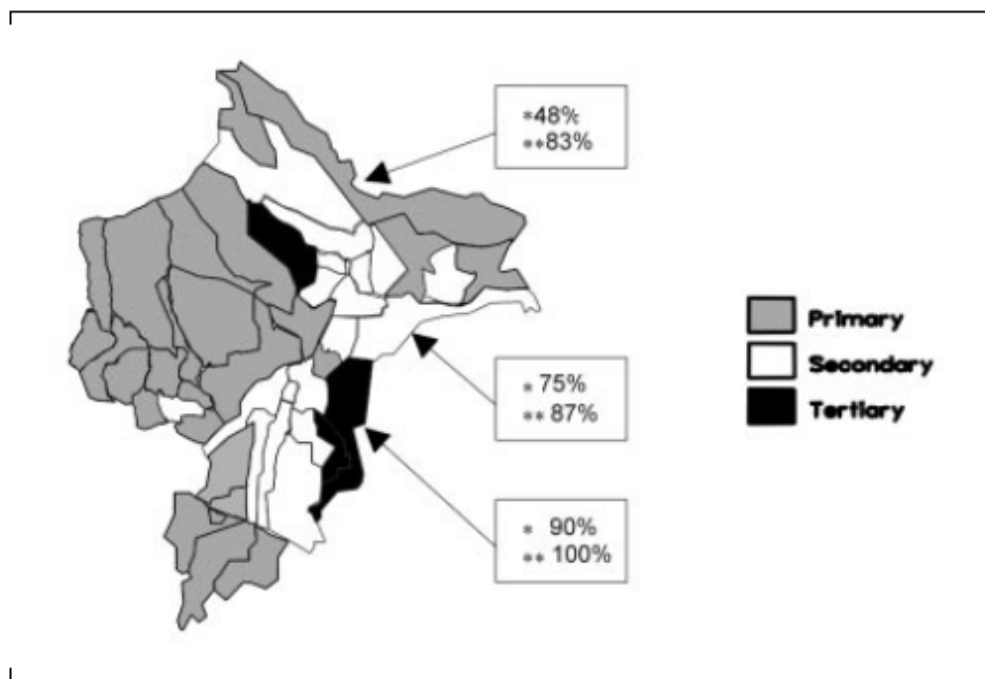 *48%
**83%
Primary
* 75%
Secondary
** 87%
Tertiary
* 90%
** 100%